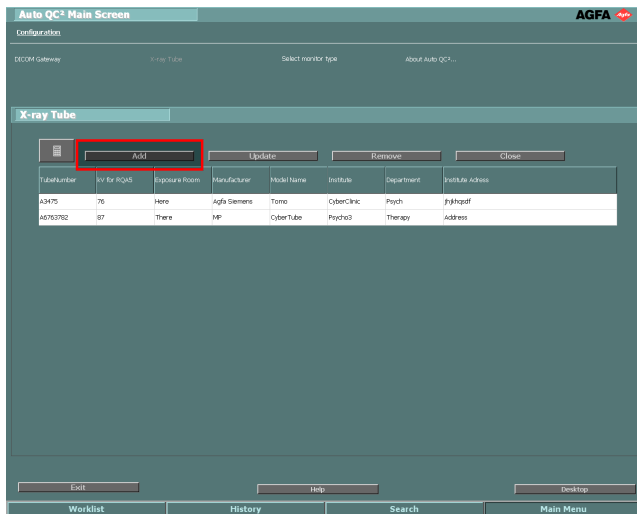 Auto QC² Main Screen
AGFA Agfa
Configuration
DICOM Gateway X-ray Tube Select monitor type About Auto QC²...
X-ray Tube
Add Update Remove Close
TubeNumber kV for RQA5 Exposure Room Manufacturer Model Name Institute Department Institute Adress
A3475 76 Here Agfa Siemens Tomo CyberClinic Psych jhjkhqsdf
A6763782 87 There MP CyberTube Psycho3 Therapy Address
Exit Help Desktop
Worklist History Search Main Menu